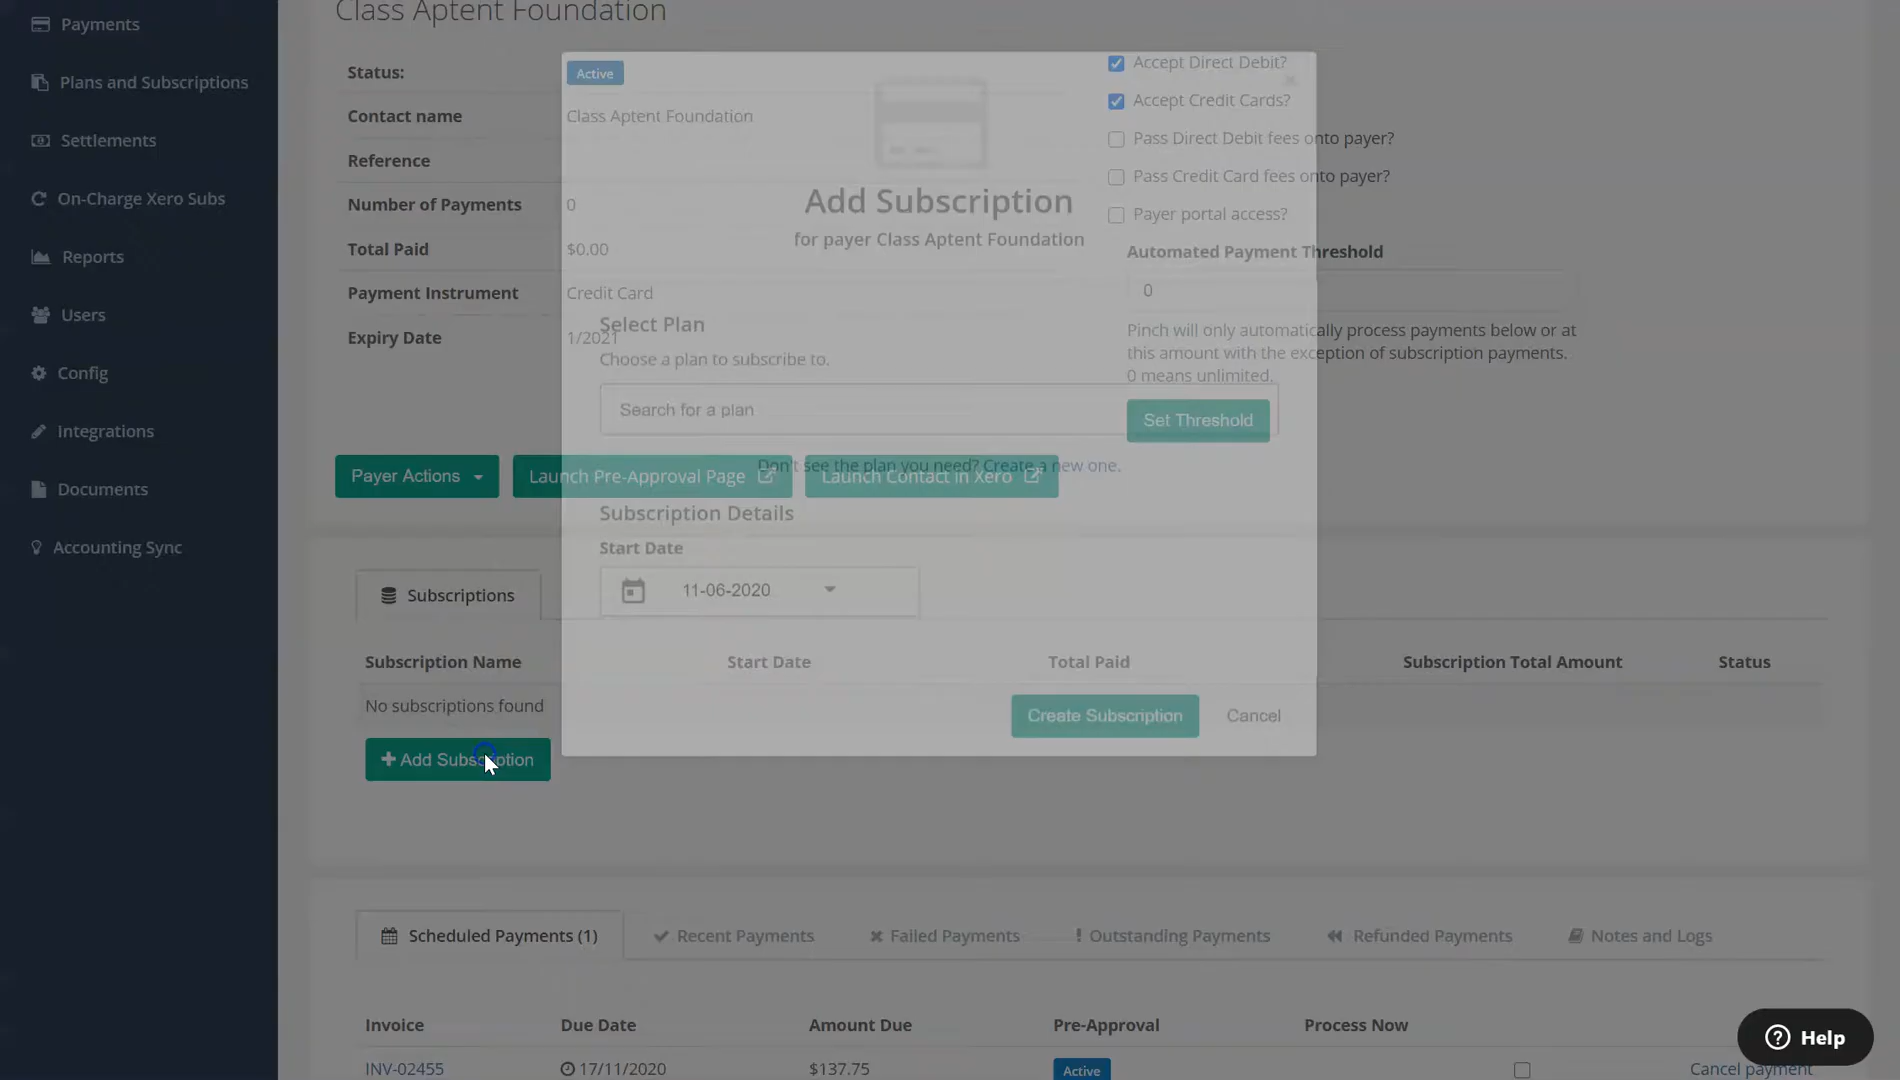 Payments
Plans and Subscriptions
Settlements
On-Charge Xero Subs
Reports
Users
Config
Integrations
Documents
Accounting Sync
Class Aptent Foundation
Status: Active
Contact name Class Aptent Foundation
Reference
Number of Payments 0
Total Paid $0.00
Payment Instrument Credit Card
Expiry Date 1/2021
Accept Direct Debit?
Accept Credit Cards?
Pass Direct Debit fees onto payer?
Pass Credit Card fees onto payer?
Payer portal access?
Automated Payment Threshold
0
Pinch will only automatically process payments below or at
this amount with the exception of subscription payments.
0 means unlimited.
Set Threshold
Payer Actions
Launch Pre-Approval Page
Launch Contact in Xero
Add Subscription
for payer Class Aptent Foundation
Select Plan
Choose a plan to subscribe to.
Search for a plan
Don't see the plan you need? Create a new one.
Subscription Details
Start Date
11-06-2020
Create Subscription
Cancel
Subscriptions
Subscription Name Start Date Total Paid Subscription Total Amount Status
No subscriptions found
Add Subscription
Scheduled Payments (1) Recent Payments Failed Payments Outstanding Payments Refunded Payments Notes and Logs
Invoice Due Date Amount Due Pre-Approval Process Now
INV-02455 17/11/2020 $137.75 Active Cancel payment
Help